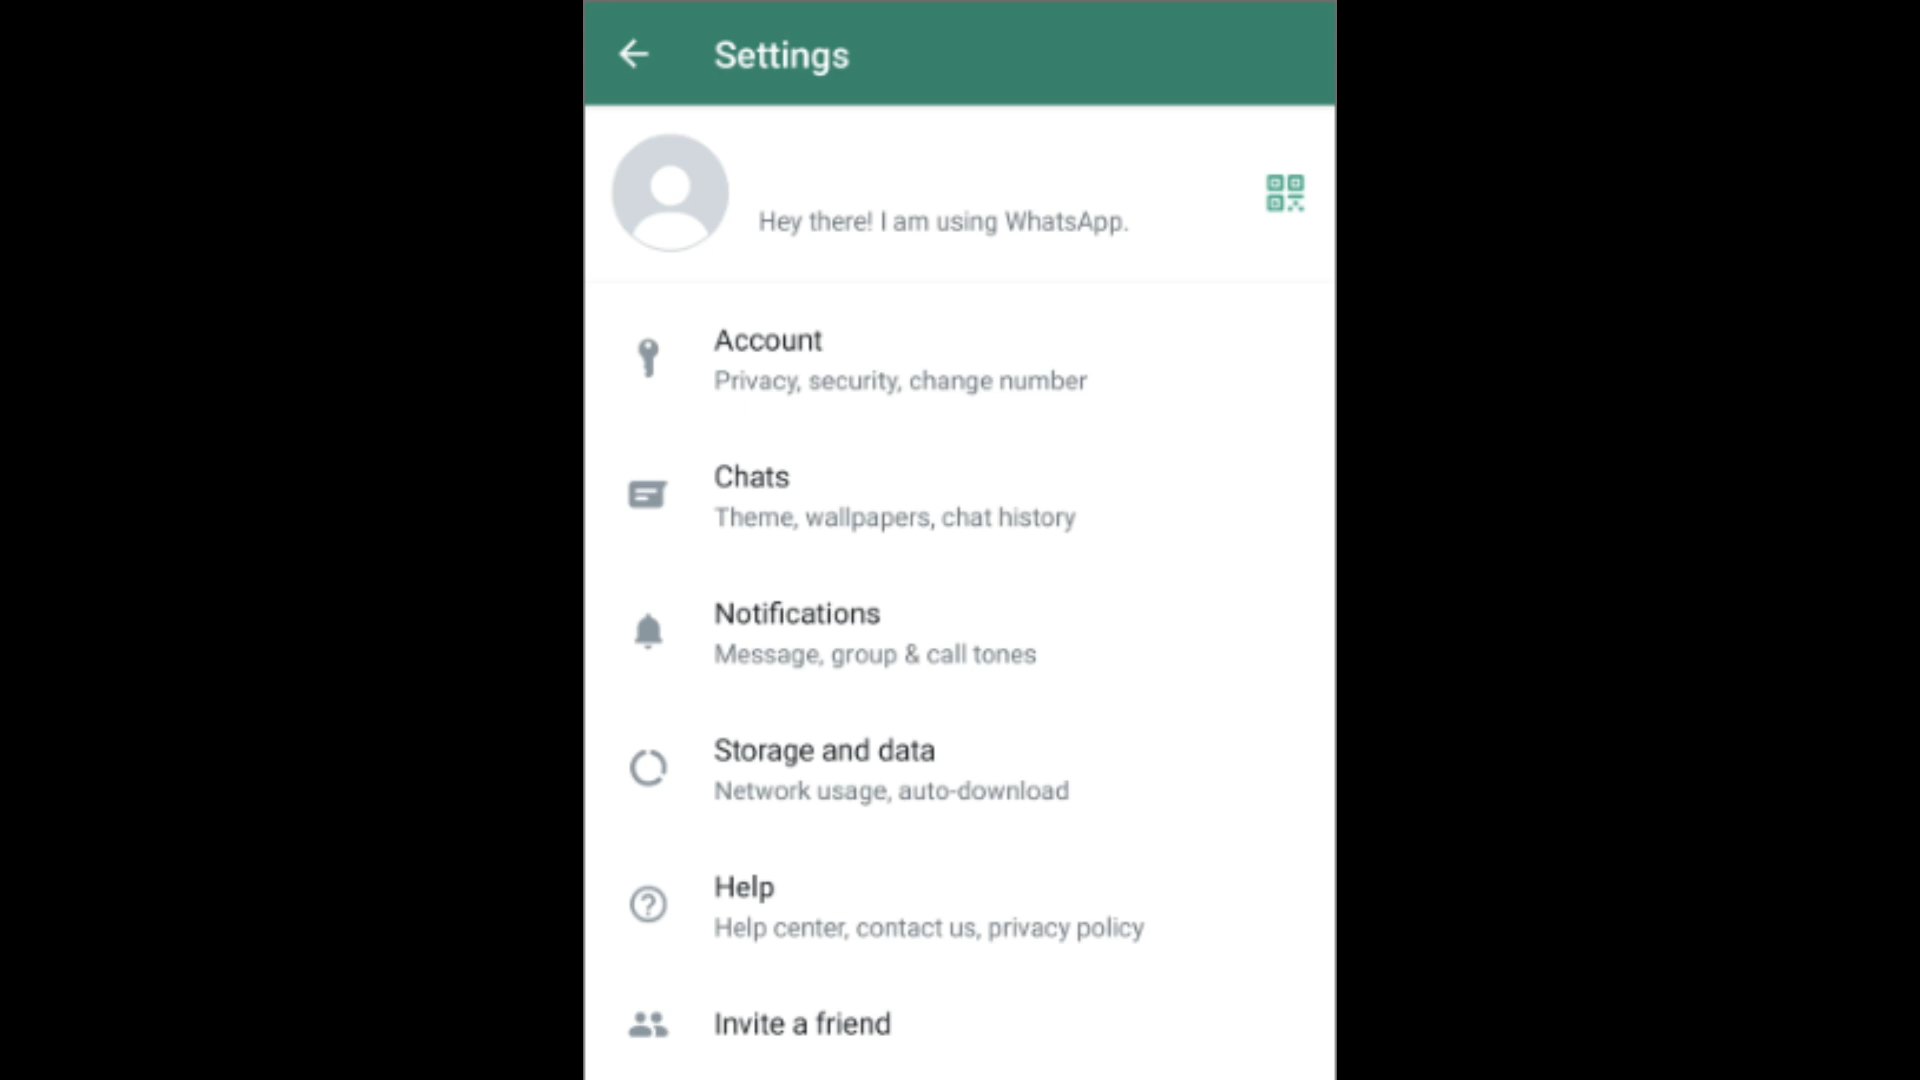 Settings
Hey there! I am using WhatsApp.
Account
Privacy, security, change number
Chats
Theme, wallpapers, chat history
Notifications
Message, group & call tones
Storage and data
Network usage, auto-download
Help
Help center, contact us, privacy policy
Invite a friend